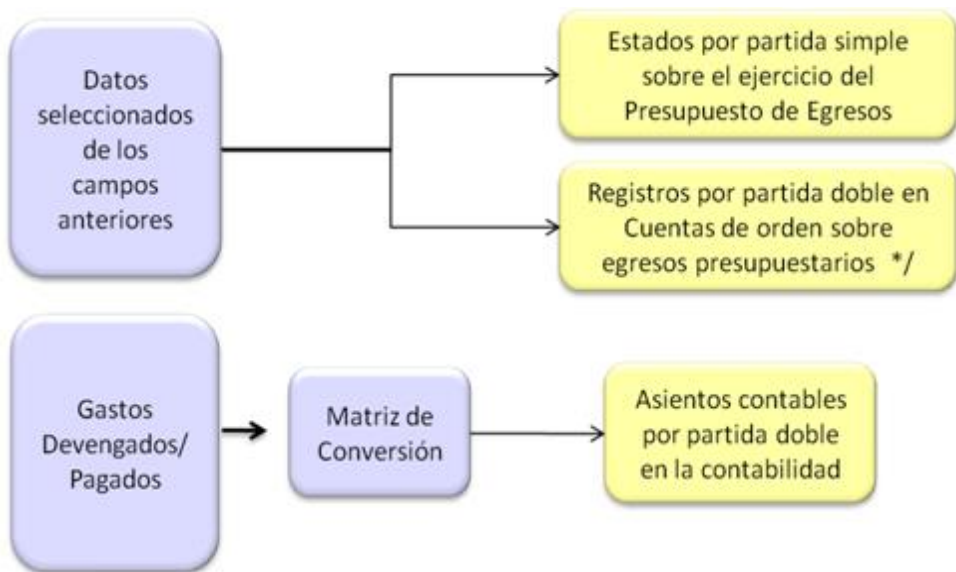 Datos
seleccionados
de los
campos
anteriores
Estados por partida simple
sobre el ejercicio del
Presupuesto de Egresos
Registros por partida doble en
Cuentas de orden sobre
egresos presupuestarios */
Gastos
Devengados/
Pagados
Matriz de
Conversión
Asientos contables
por partida doble
en la contabilidad